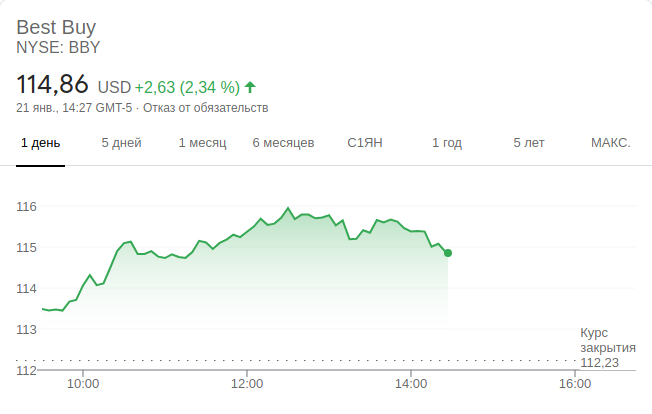 Best Buy
NYSE: BBY
114,86 USD +2,63 (2,34 %)
21 янв., 14:27 GMT-5 · Отказ от обязательств
1 день 5 дней 1 месяц 6 месяцев С1ЯН 1 год 5 лет МАКС.
116
115
114
113
Курс
закрытия
112,23
112
10:00 12:00 14:00 16:00